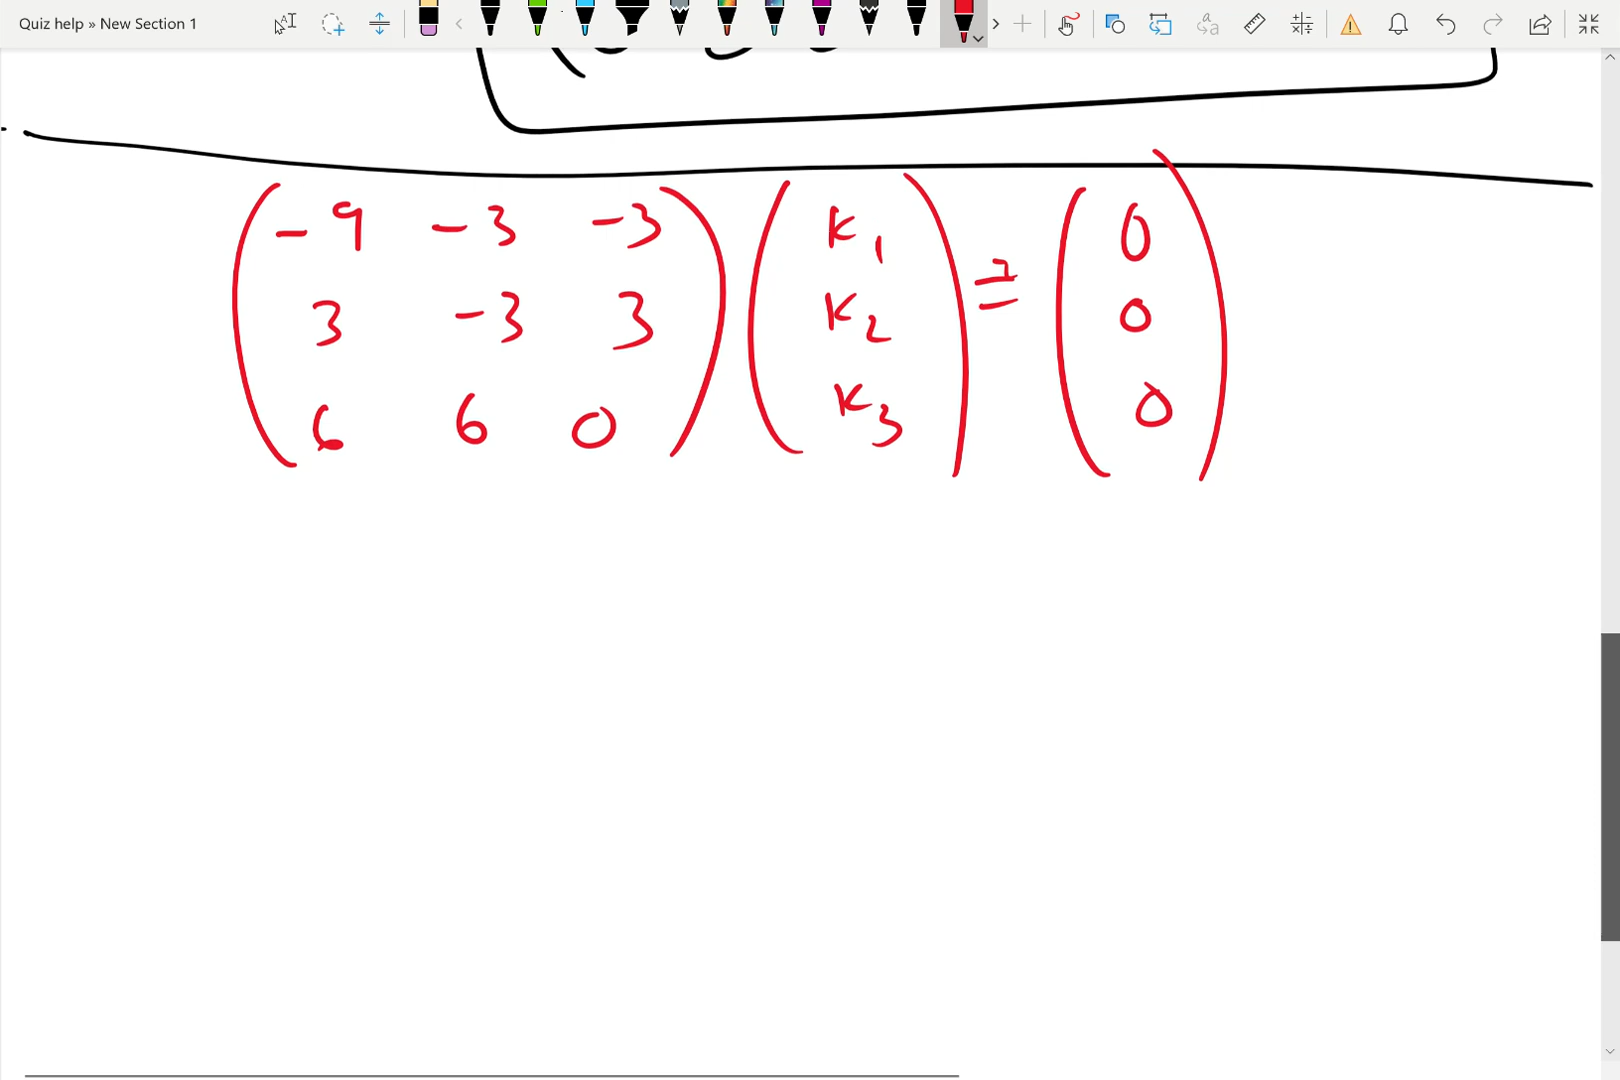 Quiz help » New Section 1
-9 -3 -3 k1 ?= 0
3 -3 3 k2 0
6 6 0 k3 0